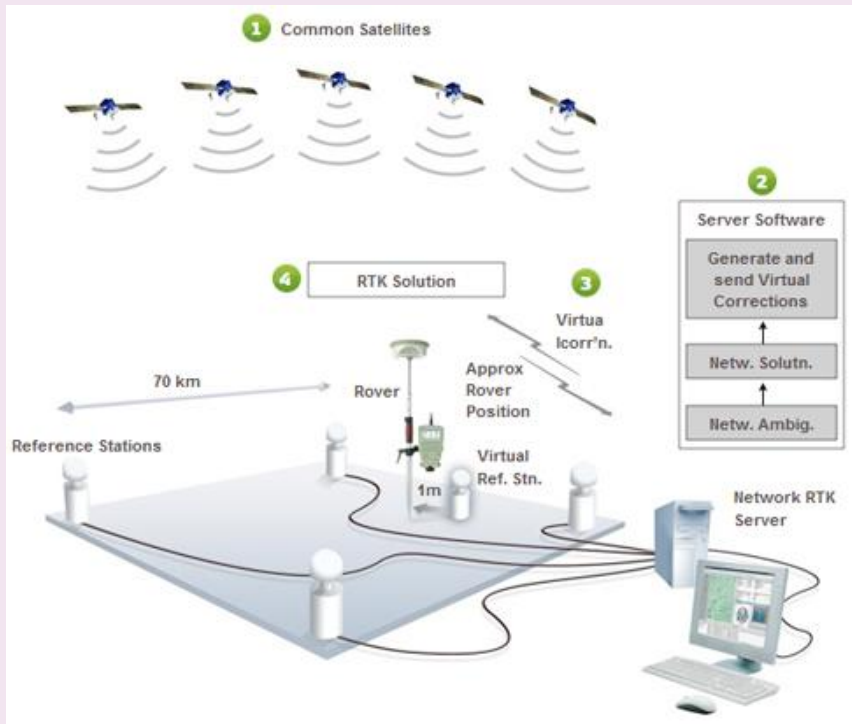 1 Common Satellites
2
Server Software
Generate and
send Virtual
Corrections
Netw. Solutn.
Netw. Ambig.
4 RTK Solution
3
Virtua
lcorr'n.
70 km
Rover
Approx
Rover
Position
Reference Stations
Virtual
Ref. Stn.
1m
Network RTK
Server